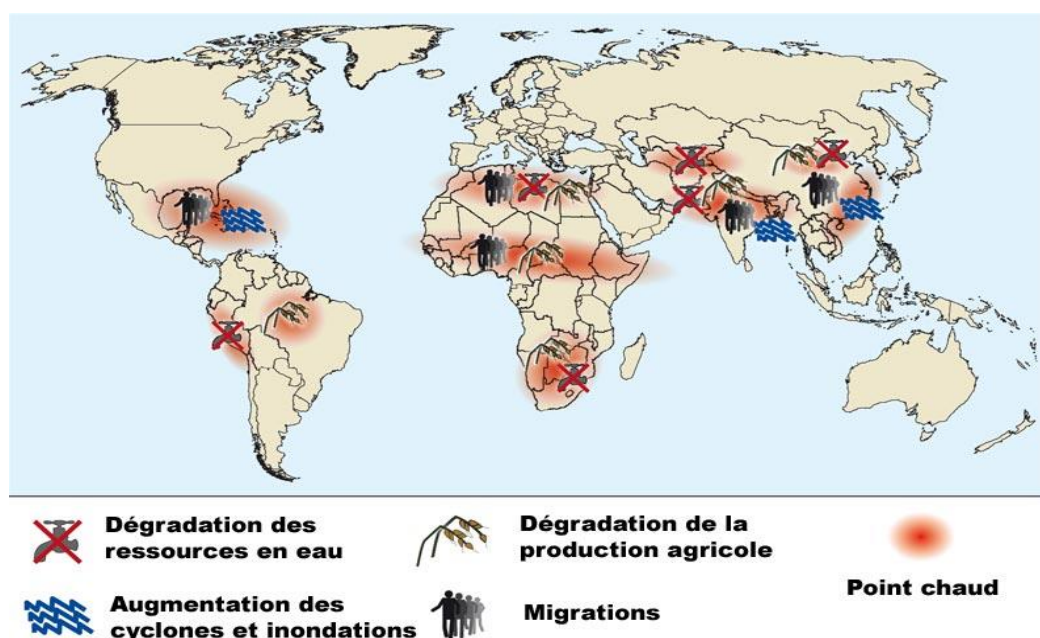 Dégradation des
ressources en eau
Dégradation de la
production agricole
Point chaud
Augmentation des
cyclones et inondations
Migrations